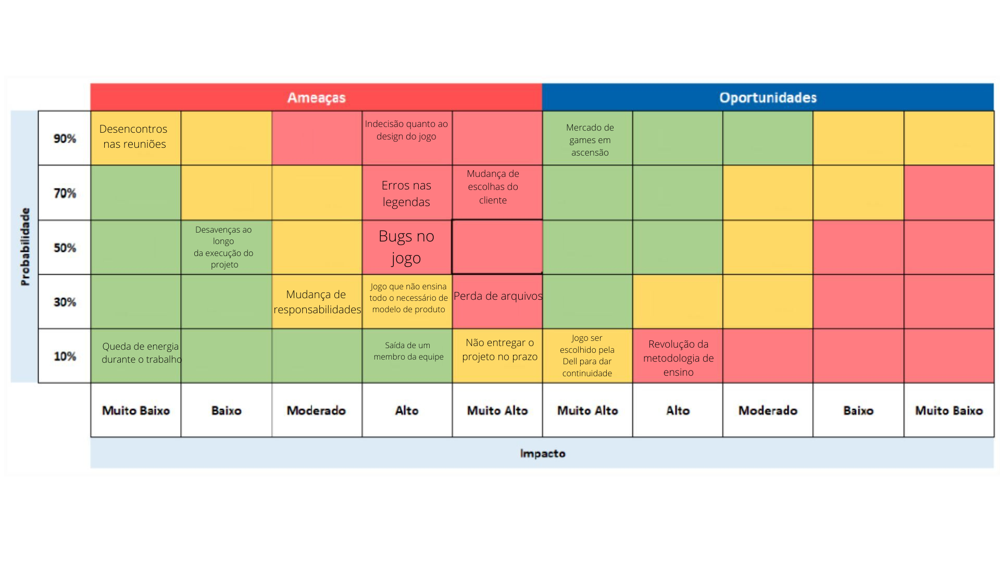 Ameaças
Oportunidades
Probabilidade
90%
Desencontros
nas reuniões
Indecisão quanto ao
design do jogo
Mercado de
games em
ascensão
70%
Erros nas
legendas
Mudança de
escolhas do
cliente
50%
Desavenças ao
longo
da execução do
projeto
Bugs no
jogo
30%
Mudança de
responsabilidades
Jogo que não ensina
todo o necessário de
modelo de produto
Perda de arquivos
10%
Queda de energia
durante o trabalho
Saída de um
membro da equipe
Não entregar o
projeto no prazo
Jogo ser
escolhido pela
Dell para dar
continuidade
Revolução da
metodologia de
ensino
Muito Baixo
Baixo
Moderado
Alto
Muito Alto
Muito Alto
Alto
Moderado
Baixo
Muito Baixo
Impacto